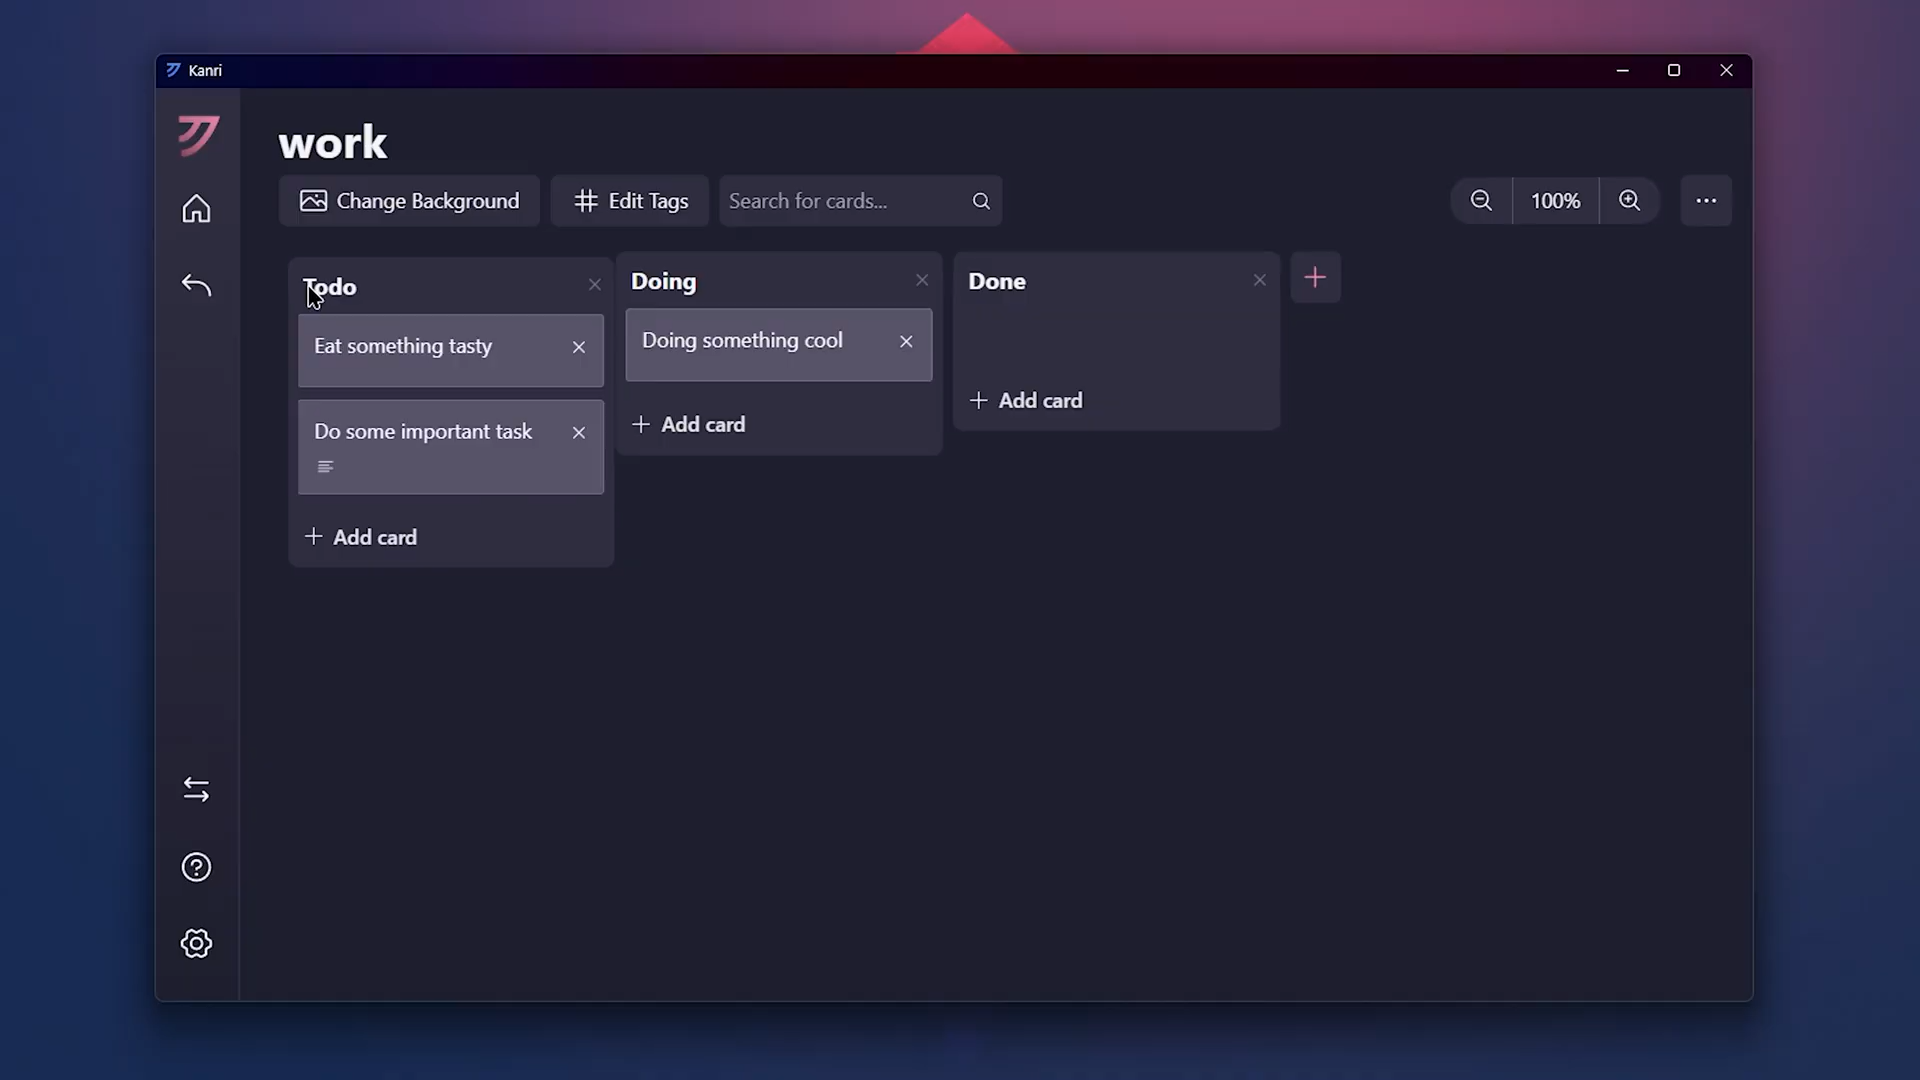 Kanri
work
Change Background
Edit Tags
Search for cards...
100%
Todo
Eat something tasty
Do some important task
Add card
Doing
Doing something cool
Add card
Done
Add card